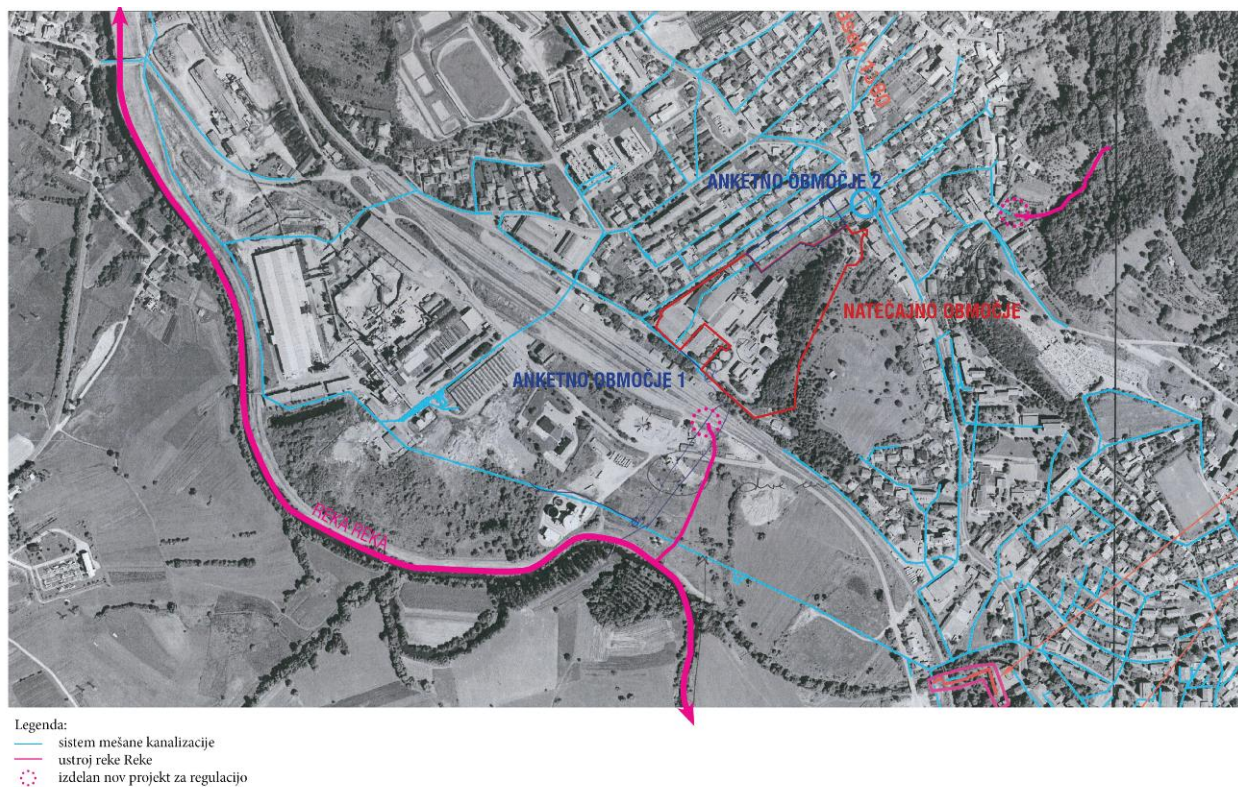 ANKETNO OBMOČJE 2
NATEČAJNO OBMOČJE
ANKETNO OBMOČJE 1
REKA REKA
Legenda:
sistem mešane kanalizacije
ustroj reke Reke
izdelan nov projekt za regulacijo